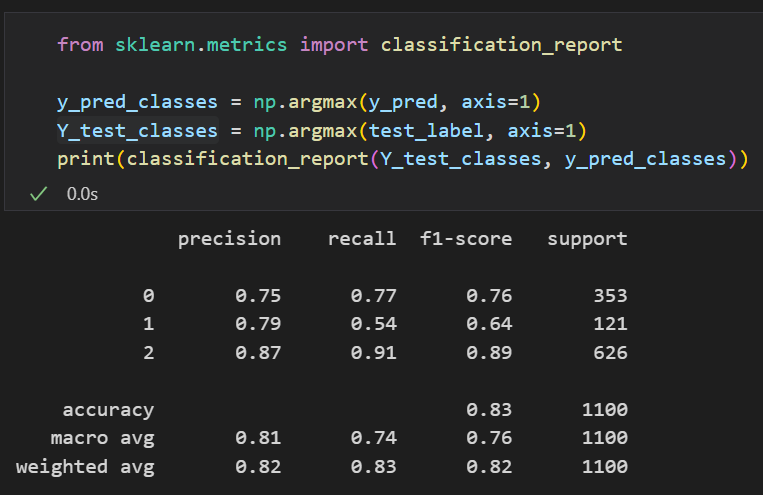 from sklearn.metrics import classification_report
y_pred_classes = np.argmax(y_pred, axis=1)
Y_test_classes = np.argmax(test_label, axis=1)
print(classification_report(Y_test_classes, y_pred_classes))
0.0s
precision recall f1-score support
0 0.75 0.77 0.76 353
1 0.79 0.54 0.64 121
2 0.87 0.91 0.89 626
accuracy 0.83 1100
macro avg 0.81 0.74 0.76 1100
weighted avg 0.82 0.83 0.82 1100